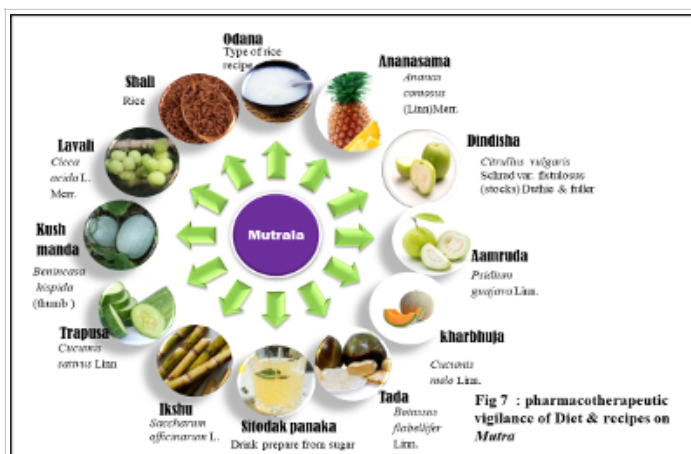 Odana
Type of rice
recipe
Ananasama
Ananas
comosus
(Linn)Merr.
Dindisha
Citrullus vulgaris
Schrad var. fistulosus
(stocks) Duthie & fuller
Aamruda
Psidium
guajava Linn.
kharbhuja
Cucumis
malo Linn.
Tada
Borassus
flabellifer
Linn.
Sitodak panaka
Drink prepare from sugar
Ikshu
Saccharum
officinarum L.
Trapusa
Cucumis
sativus Linn
Kush
manda
Benincasa
hispida
(thumb )
Lavali
Cicca
acida L.
Merr.
Shali
Rice
Mutrala
Fig 7 : pharmacotherapeutic
vigilance of Diet & recipes on
Mutra